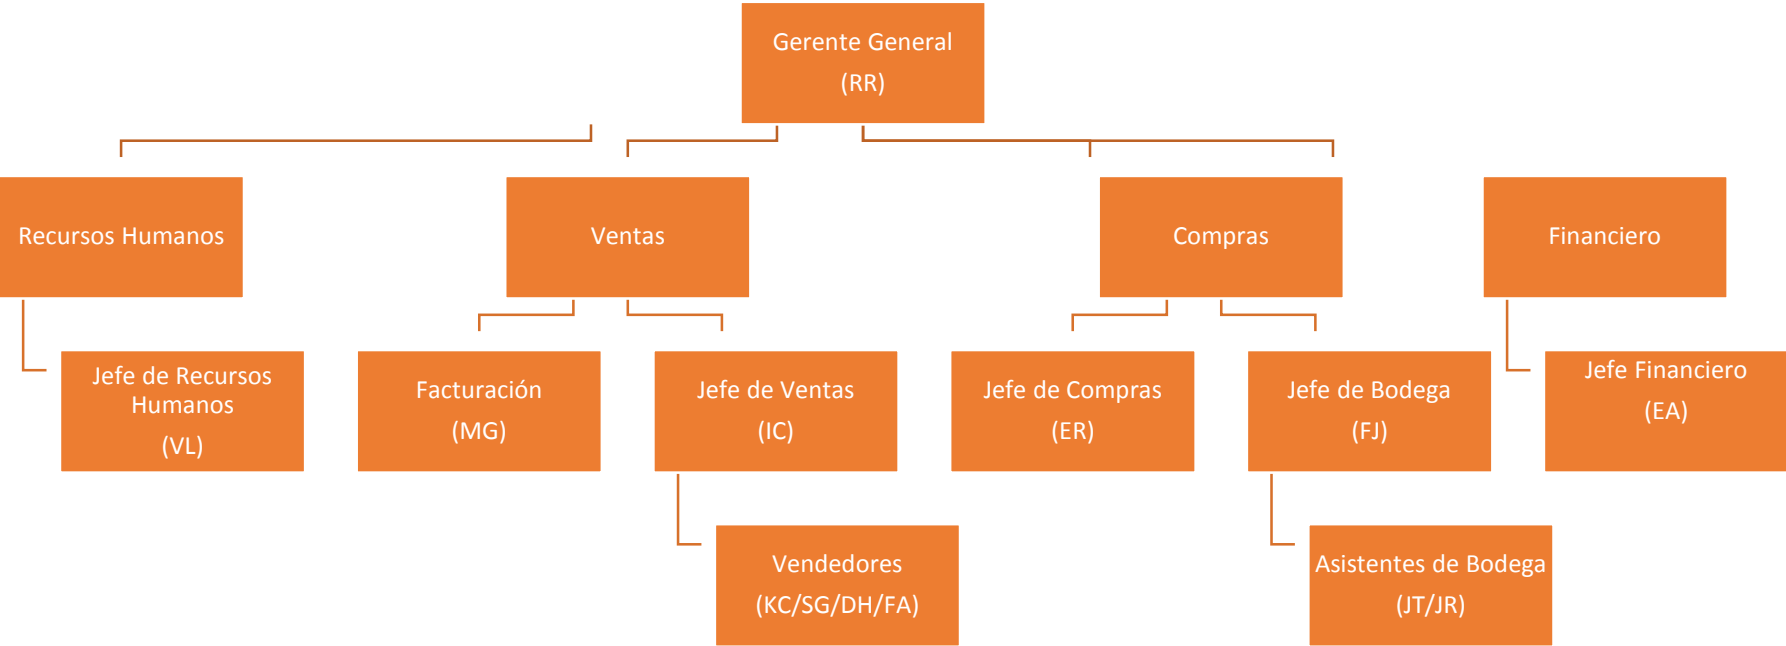 Gerente General
(RR)
Recursos Humanos
Ventas
Compras
Financiero
Jefe de Recursos
Humanos
(VL)
Facturación
(MG)
Jefe de Ventas
(IC)
Jefe de Compras
(ER)
Jefe de Bodega
(FJ)
Jefe Financiero
(EA)
Vendedores
(KC/SG/DH/FA)
Asistentes de Bodega
(JT/JR)